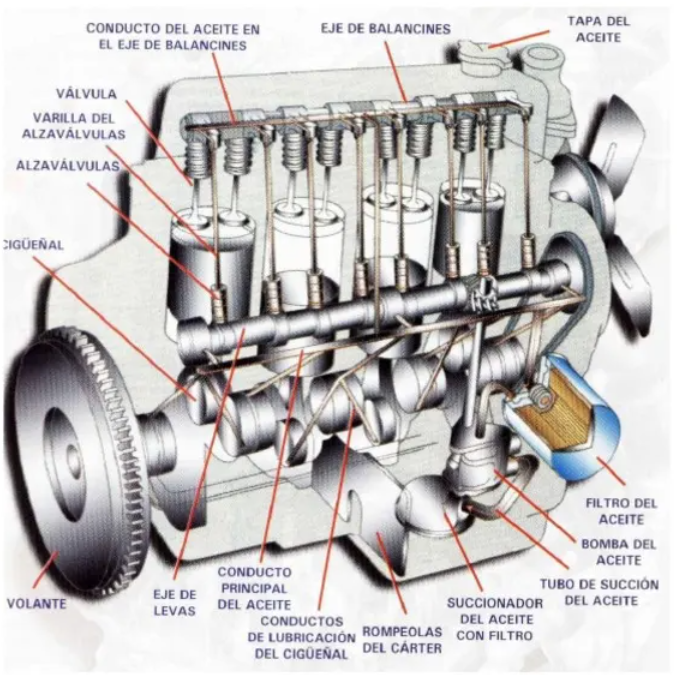 CONDUCTO DEL ACEITE EN
EL EJE DE BALANCINES
EJE DE BALANCINES
TAPA DEL
ACEITE
VÁLVULA
VARILLA DEL
ALZAVÁLVULAS
ALZAVÁLVULAS
CIGÜEÑAL
FILTRO DEL
ACEITE
BOMBA DEL
ACEITE
TUBO DE SUCCIÓN
DEL ACEITE
VOLANTE
EJE DE
LEVAS
CONDUCTO
PRINCIPAL
DEL ACEITE
CONDUCTOS
DE LUBRICACIÓN
DEL CIGÜEÑAL
ROMPEOLAS
DEL CÁRTER
SUCCIONADOR
DEL ACEITE
CON FILTRO